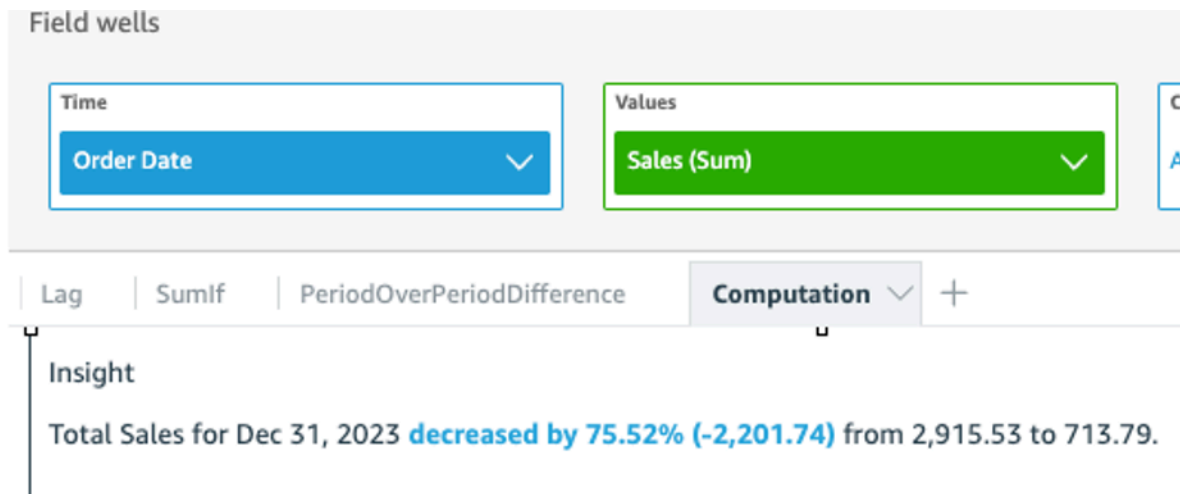 Field wells
Time
Values
Order Date
Sales (Sum)
Lag
SumIf
PeriodOverPeriodDifference
Computation
Insight
Total Sales for Dec 31, 2023 decreased by 75.52% (-2,201.74) from 2,915.53 to 713.79.